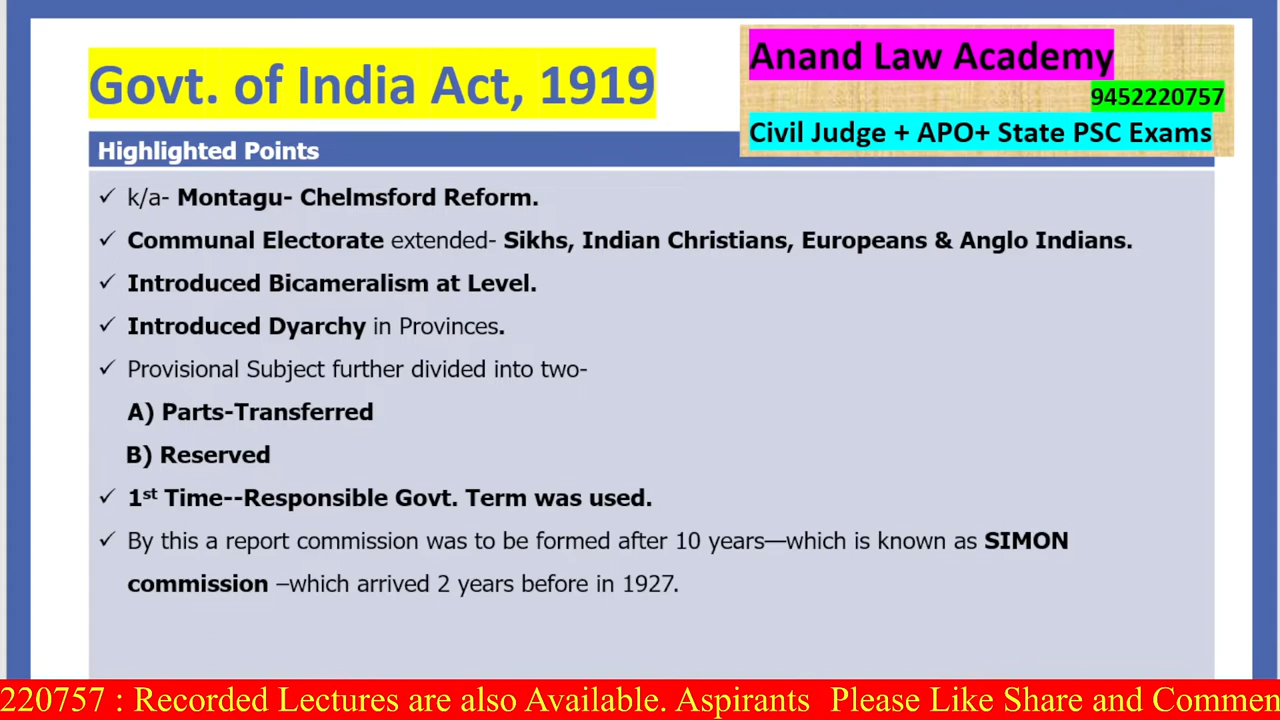 Govt. of India Act, 1919
Anand Law Academy
9452220757
Civil Judge + APO+ State PSC Exams
Highlighted Points
✓ k/a- Montagu- Chelmsford Reform.
✓ Communal Electorate extended- Sikhs, Indian Christians, Europeans & Anglo Indians.
✓ Introduced Bicameralism at Level.
✓ Introduced Dyarchy in Provinces.
✓ Provisional Subject further divided into two-
A) Parts-Transferred
B) Reserved
✓ 1st Time--Responsible Govt. Term was used.
✓ By this a report commission was to be formed after 10 years—which is known as SIMON
commission –which arrived 2 years before in 1927.
220757 : Recorded Lectures are also Available. Aspirants Please Like Share and Commen